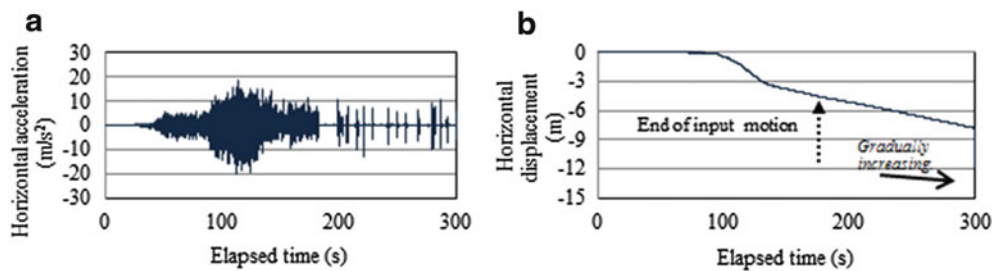 a
Horizontal acceleration
(m/s²)
30
20
10
0
-10
-20
-30
0
100
200
300
Elapsed time (s)
b
Horizontal
displacement
(m)
0
-3
-6
-9
-12
-15
End of input motion
Gradually
increasing
0
100
200
300
Elapsed time (s)